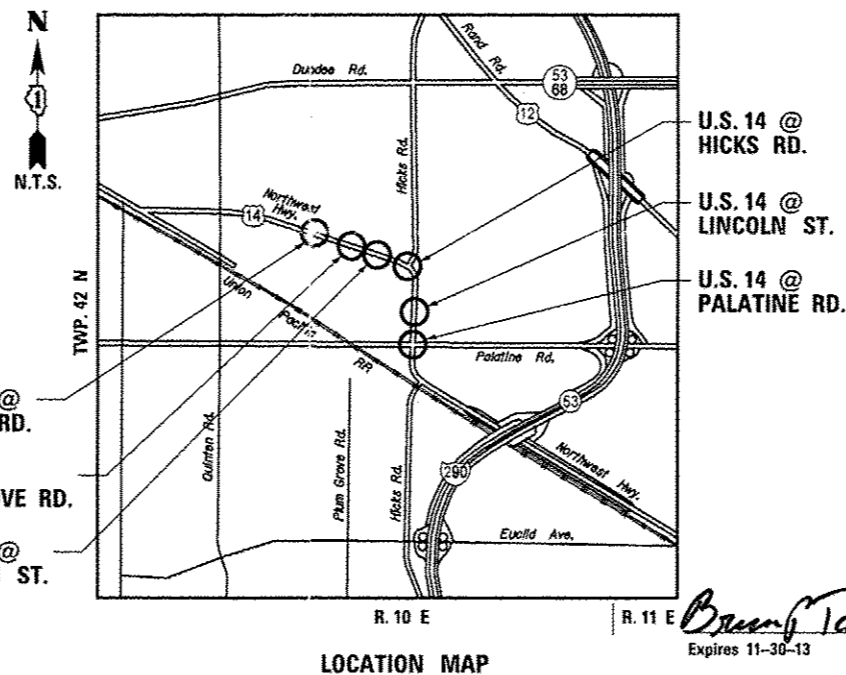 N
N.T.S.
Dundee Rd.
Rand Rd.
53
68
12
Hicks Rd.
U.S. 14 @
HICKS RD.
Northwest
Hwy.
14
U.S. 14 @
LINCOLN ST.
Union
Pacific
RR
U.S. 14 @
PALATINE RD.
TWP. 42 N
Palatine Rd.
@
RD.
53
Quinten Rd.
Plum Grove Rd.
Hicks Rd.
290
Northwest Hwy.
VE RD.
@
ST.
Euclid Ave.
R. 10 E
R. 11 E
Expires 11-30-13
LOCATION MAP